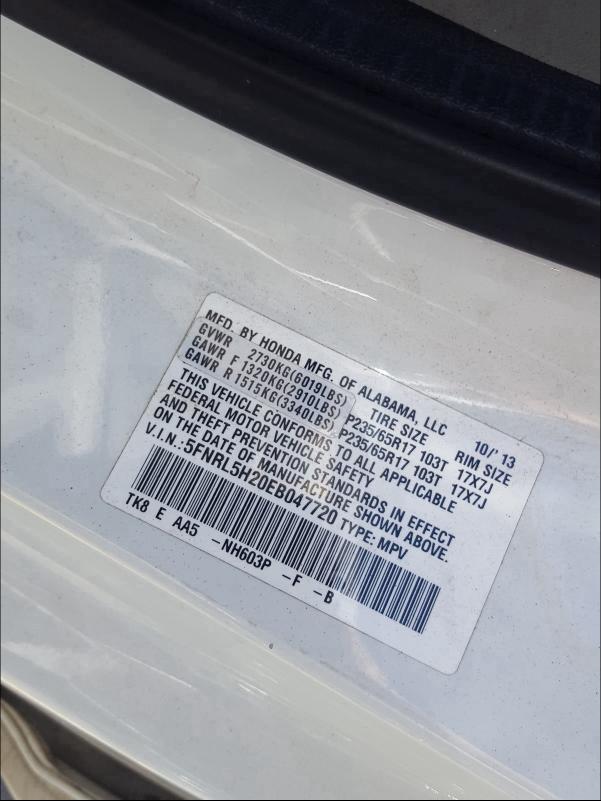 MFD. BY HONDA MFG. OF ALABAMA, LLC 10/'13
GVWR 2730KG(6019LBS) TIRE SIZE RIM SIZE
GAWR F 1320KG(2910LBS) P235/65R17 103T 17X7J
GAWR R 1515KG(3340LBS) P235/65R17 103T 17X7J
THIS VEHICLE CONFORMS TO ALL APPLICABLE
FEDERAL MOTOR VEHICLE SAFETY
AND THEFT PREVENTION STANDARDS IN EFFECT
ON THE DATE OF MANUFACTURE SHOWN ABOVE.
V.I.N.:5FNRL5H20EB047720 TYPE: MPV
TK8 E AA5 -NH603P -F -B